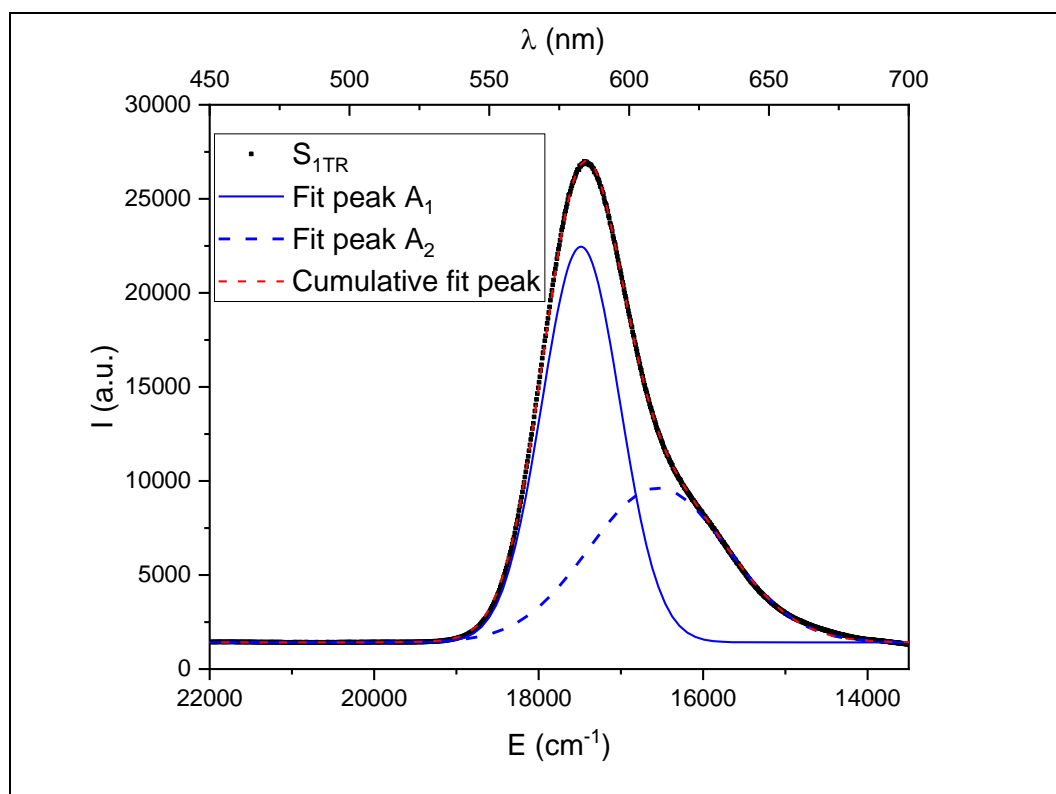 λ (nm)
450 500 550 600 650 700
30000
25000
20000
15000
10000
5000
0
I (a.u.)
S1TR
Fit peak A1
Fit peak A2
Cumulative fit peak
22000 20000 18000 16000 14000
E (cm-1)